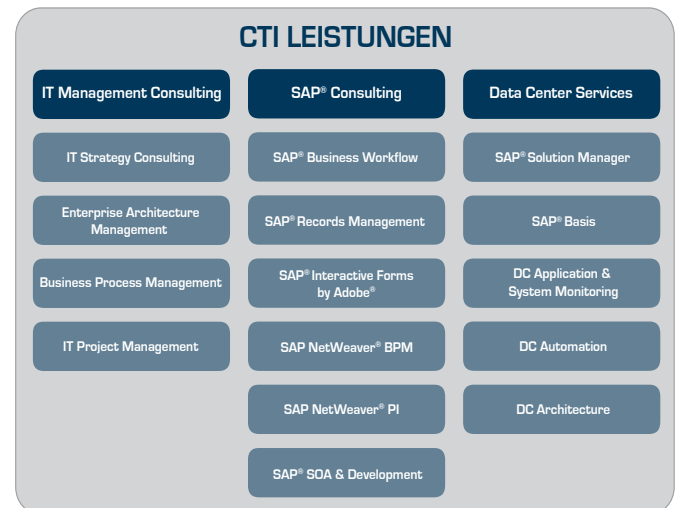 CTI LEISTUNGEN
IT Management Consulting
IT Strategy Consulting
Enterprise Architecture
Management
Business Process Management
IT Project Management
SAP® Consulting
SAP® Business Workflow
SAP® Records Management
SAP® Interactive Forms
by Adobe®
SAP NetWeaver® BPM
SAP NetWeaver® PI
SAP® SOA & Development
Data Center Services
SAP® Solution Manager
SAP® Basis
DC Application &
System Monitoring
DC Automation
DC Architecture